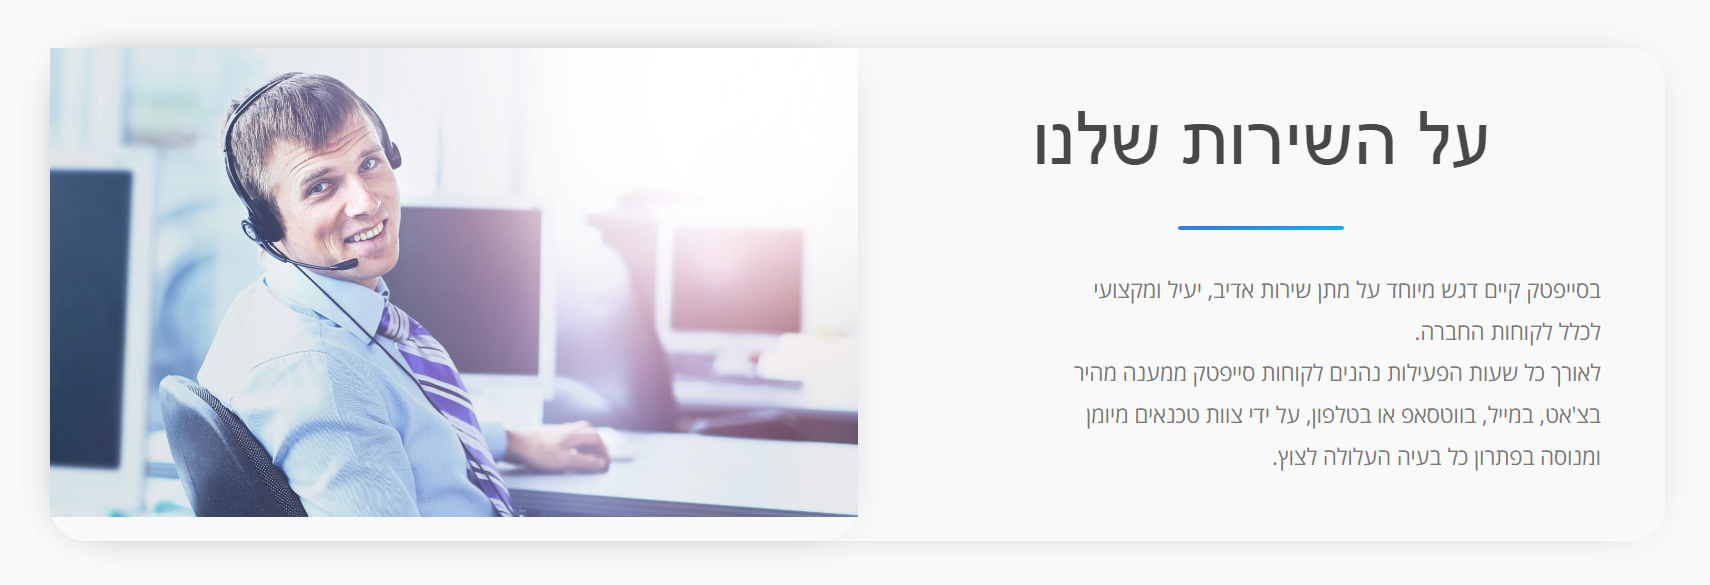 על השירות שלנו
בסייפטק קיים דגש מיוחד על מתן שירות אדיב, יעיל ומקצועי
לכלל לקוחות החברה.
לאורך כל שעות הפעילות נהנים לקוחות סייפטק ממענה מהיר
בצ'אט, במייל, בווטסאפ או בטלפון, על ידי צוות טכנאים מיומן
ומנוסה בפתרון כל בעיה העלולה לצוץ.